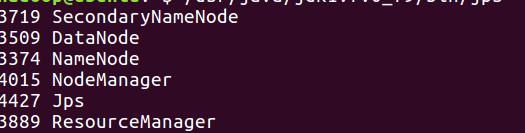 3719 SecondaryNameNode
3509 DataNode
3374 NameNode
4015 NodeManager
4427 Jps
3889 ResourceManager